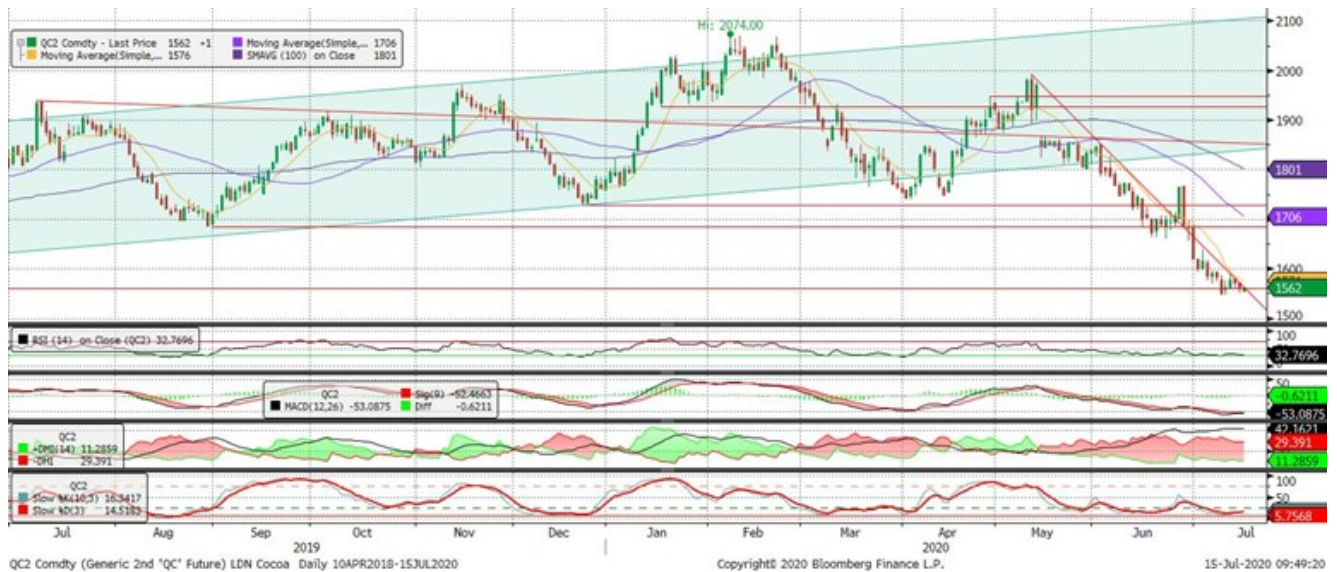 QC2 Comdty - Last Price 1562 +1
Moving Average(Simple,... 1576
Moving Average(Simple,... 1706
SMAVG (100) on Close 1801
Hi: 2074.00
2100
2000
1900
1801
1800
1706
1700
1600
1562
1500
RSI (14) on Close (QC2) 32.7696
100
32.7696
QC2
MACD(12,26) -53.0875
Sig(9) -52.4663
Diff -0.6211
50
-0.6211
-53.0875
QC2
+DMI(14) 11.2859
-DMI 29.391
42.1621
29.391
11.2859
QC2
Slow %K(10,3) 16.3417
Slow %D(3) 14.5183
100
50
5.7568
Jul Aug Sep Oct Nov Dec Jan Feb Mar Apr May Jun Jul
2019 2020
QC2 Comdty (Generic 2nd "QC" Future) LDN Cocoa Daily 10APR2018-15JUL2020 Copyright© 2020 Bloomberg Finance L.P. 15-Jul-2020 09:49:20